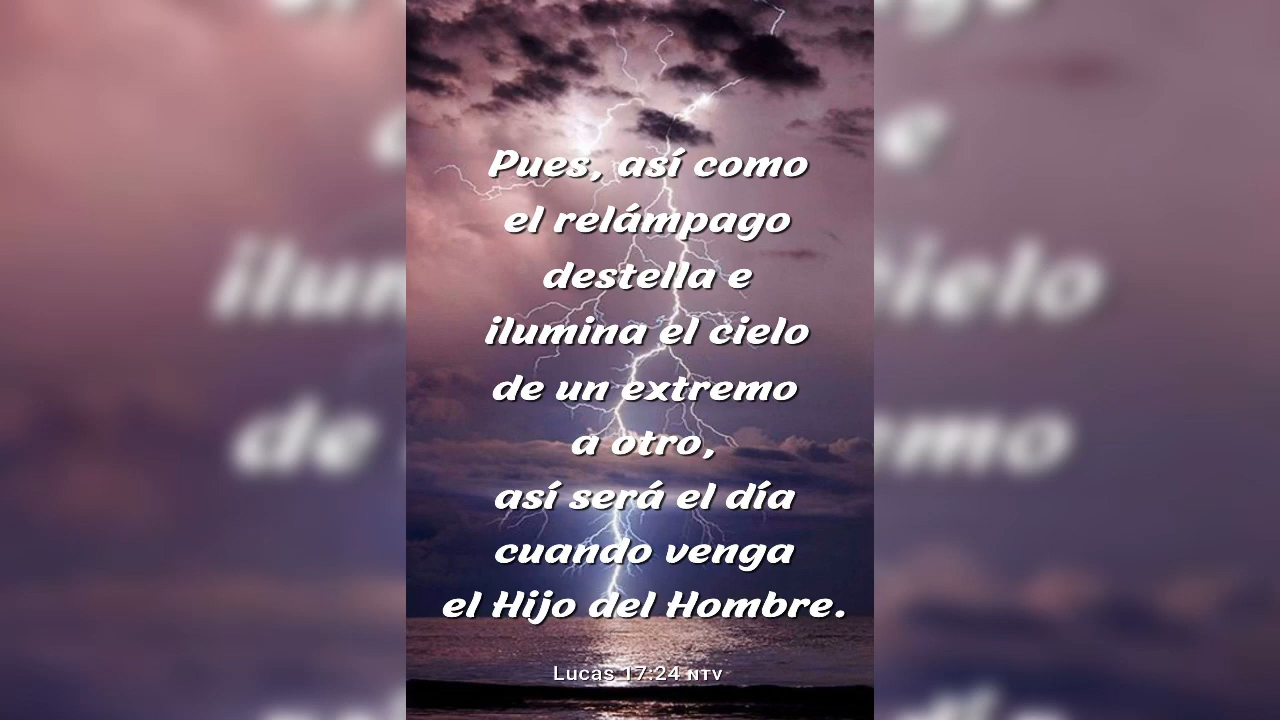 Pues, así como
el relámpago
destella e
ilumina el cielo
de un extremo
a otro,
así será el día
cuando venga
el Hijo del Hombre.
Lucas 17:24 NTV